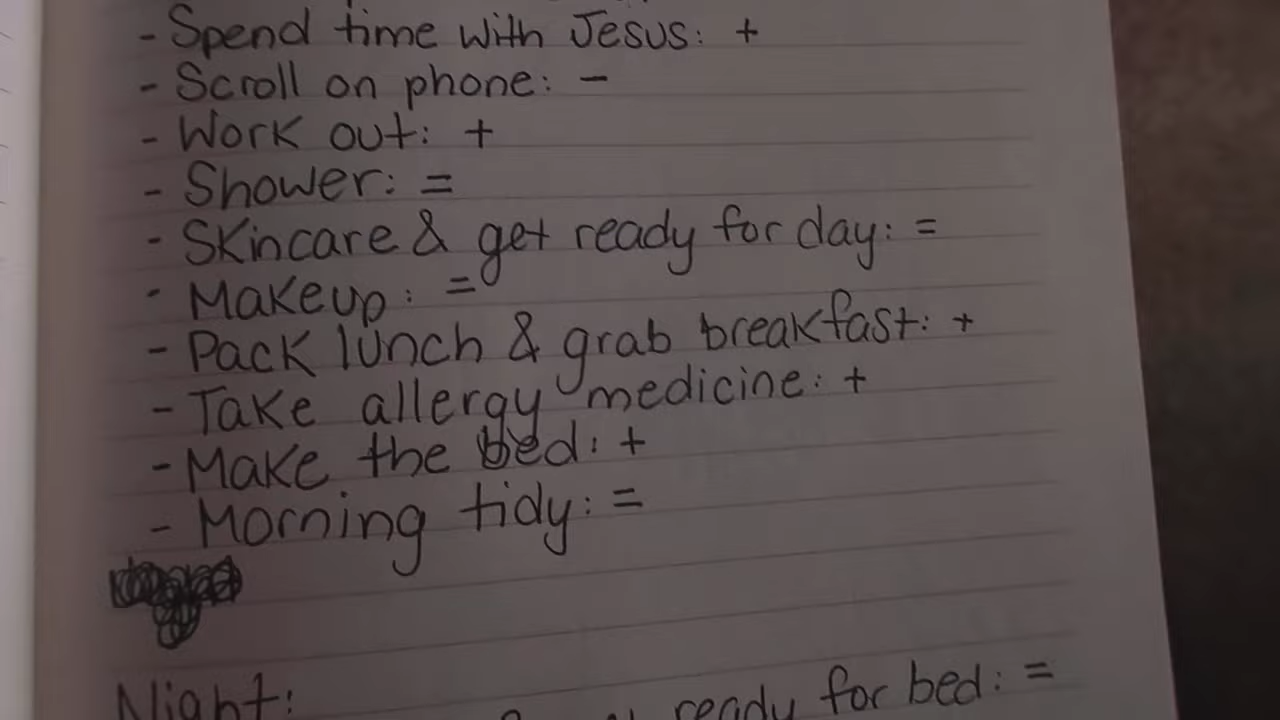 - Spend time with Jesus: +
- Scroll on phone: -
- Work out: +
- Shower: =
- Skincare & get ready for day: =
- Makeup: =
- Pack lunch & grab breakfast: +
- Take allergy medicine: +
- Make the bed: +
- Morning tidy: =
Night:
ready for bed: =